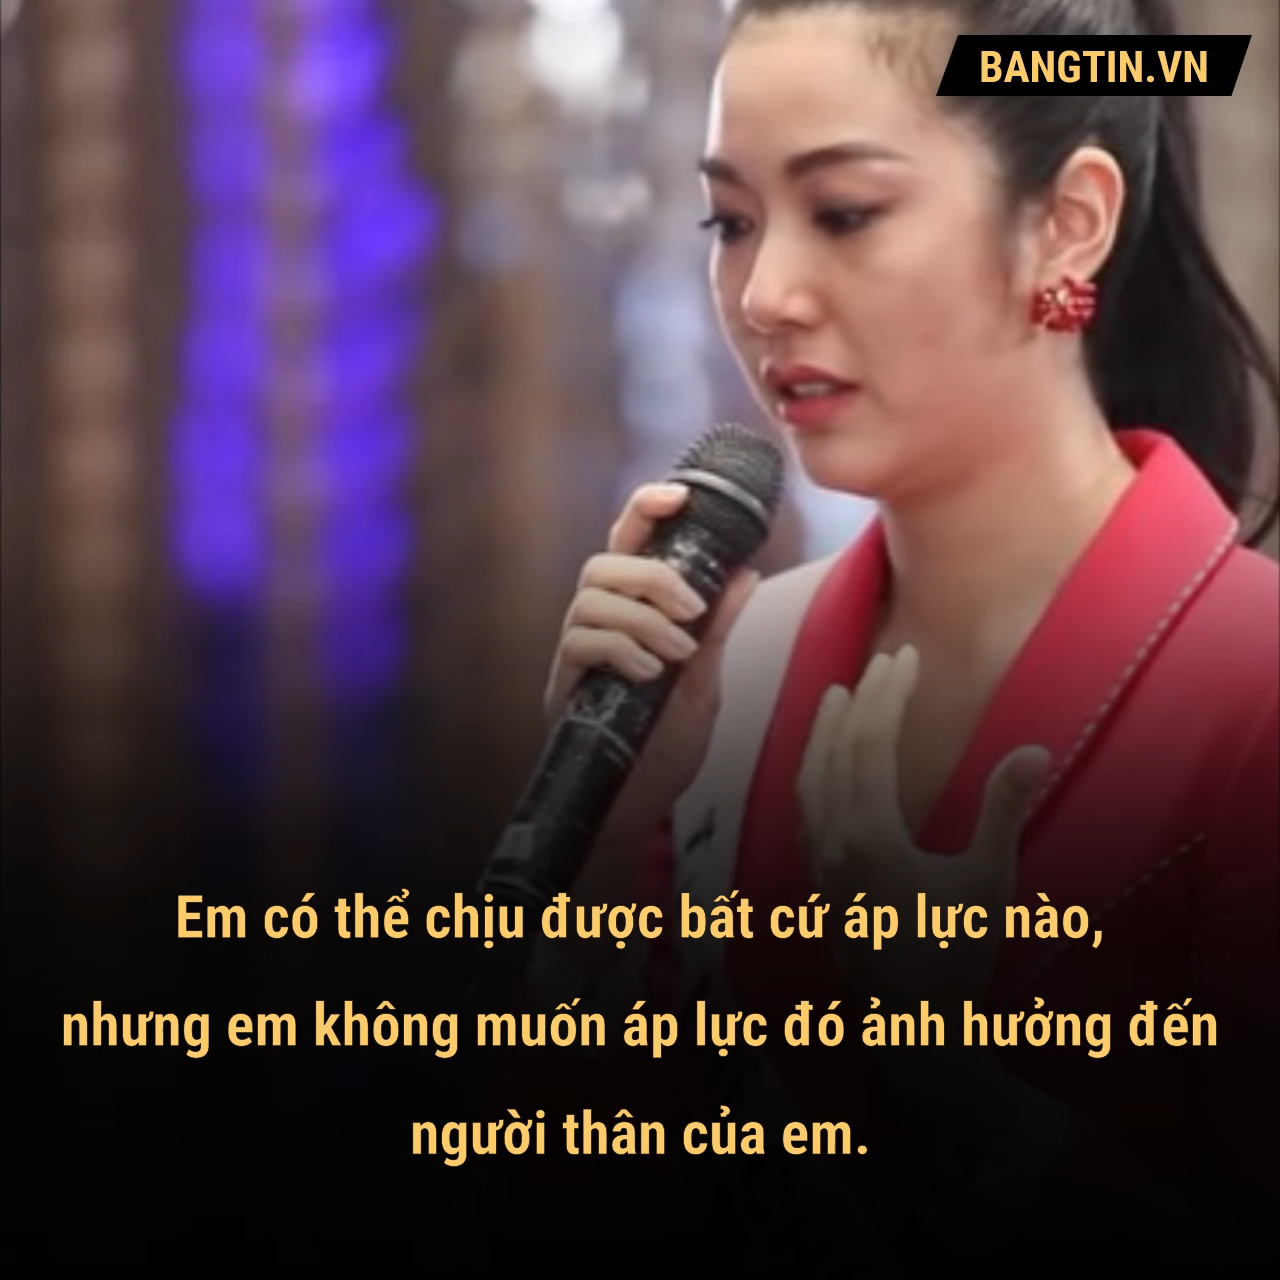 BANGTIN.VN
Em có thể chịu được bất cứ áp lực nào,
nhưng em không muốn áp lực đó ảnh hưởng đến
người thân của em.